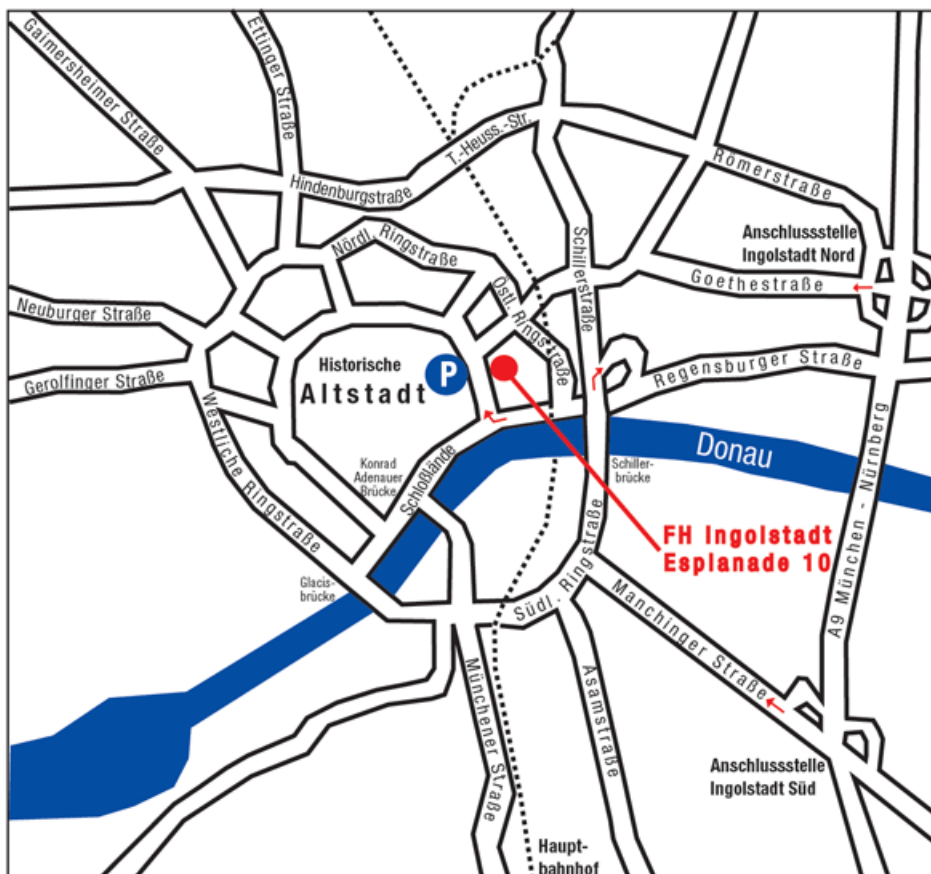 Gaimersheimer Straße
Ettinger Straße
T.-Heuss.-Str.
Hindenburgstraße
Römerstraße
Nördl. Ringstraße
Schillerstraße
Anschlussstelle
Ingolstadt Nord
Goethestraße
Östl. Ringstraße
Neuburger Straße
Historische
Altstadt
P
Regensburger Straße
Gerolfinger Straße
Westliche Ringstraße
Konrad
Adenauer
Brücke
Schloßlände
Schiller-
brücke
Donau
A9 München - Nürnberg
FH Ingolstadt
Esplanade 10
Glacis-
brücke
Südl. Ringstraße
Manchinger Straße
Münchener Straße
Asamstraße
Anschlussstelle
Ingolstadt Süd
Haupt-
bahnhof